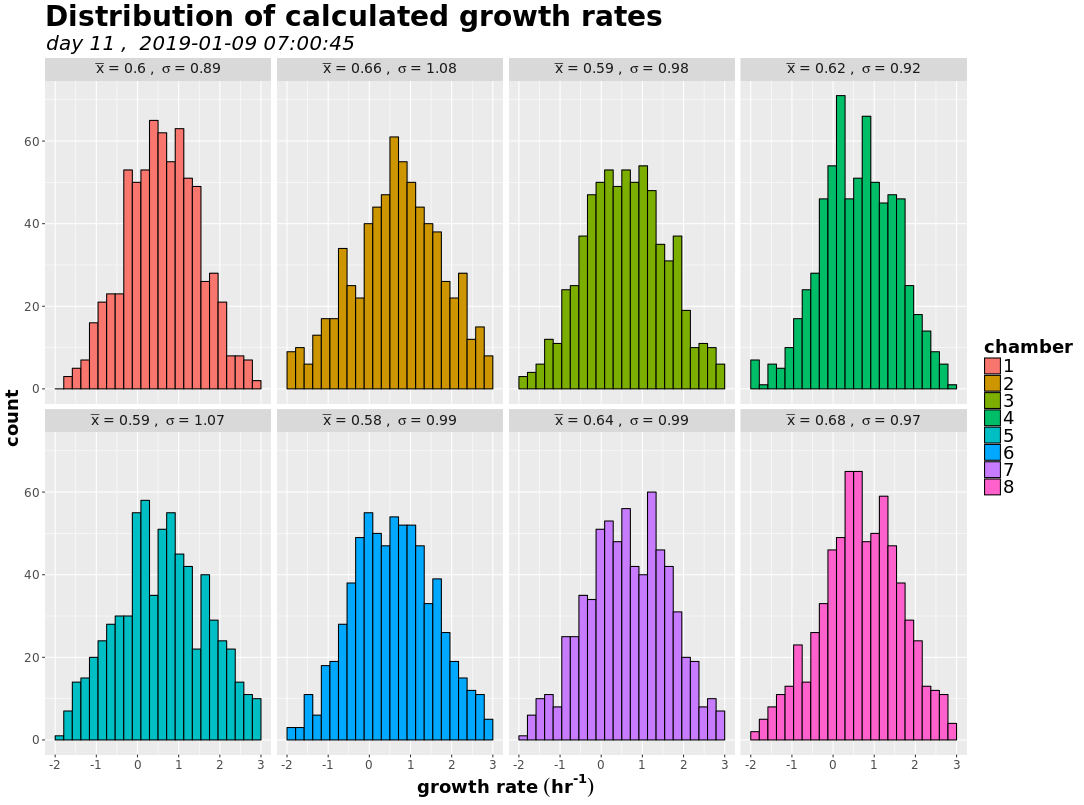 Distribution of calculated growth rates
day 11 ,  2019-01-09 07:00:45
x̅ = 0.6 ,  σ = 0.89
x̅ = 0.66 ,  σ = 1.08
x̅ = 0.59 ,  σ = 0.98
x̅ = 0.62 ,  σ = 0.92
60
40
20
0
x̅ = 0.59 ,  σ = 1.07
x̅ = 0.58 ,  σ = 0.99
x̅ = 0.64 ,  σ = 0.99
x̅ = 0.68 ,  σ = 0.97
60
40
20
0
count
-2 -1 0 1 2 3 -2 -1 0 1 2 3 -2 -1 0 1 2 3 -2 -1 0 1 2 3
growth rate (hr⁻¹)
chamber
1
2
3
4
5
6
7
8